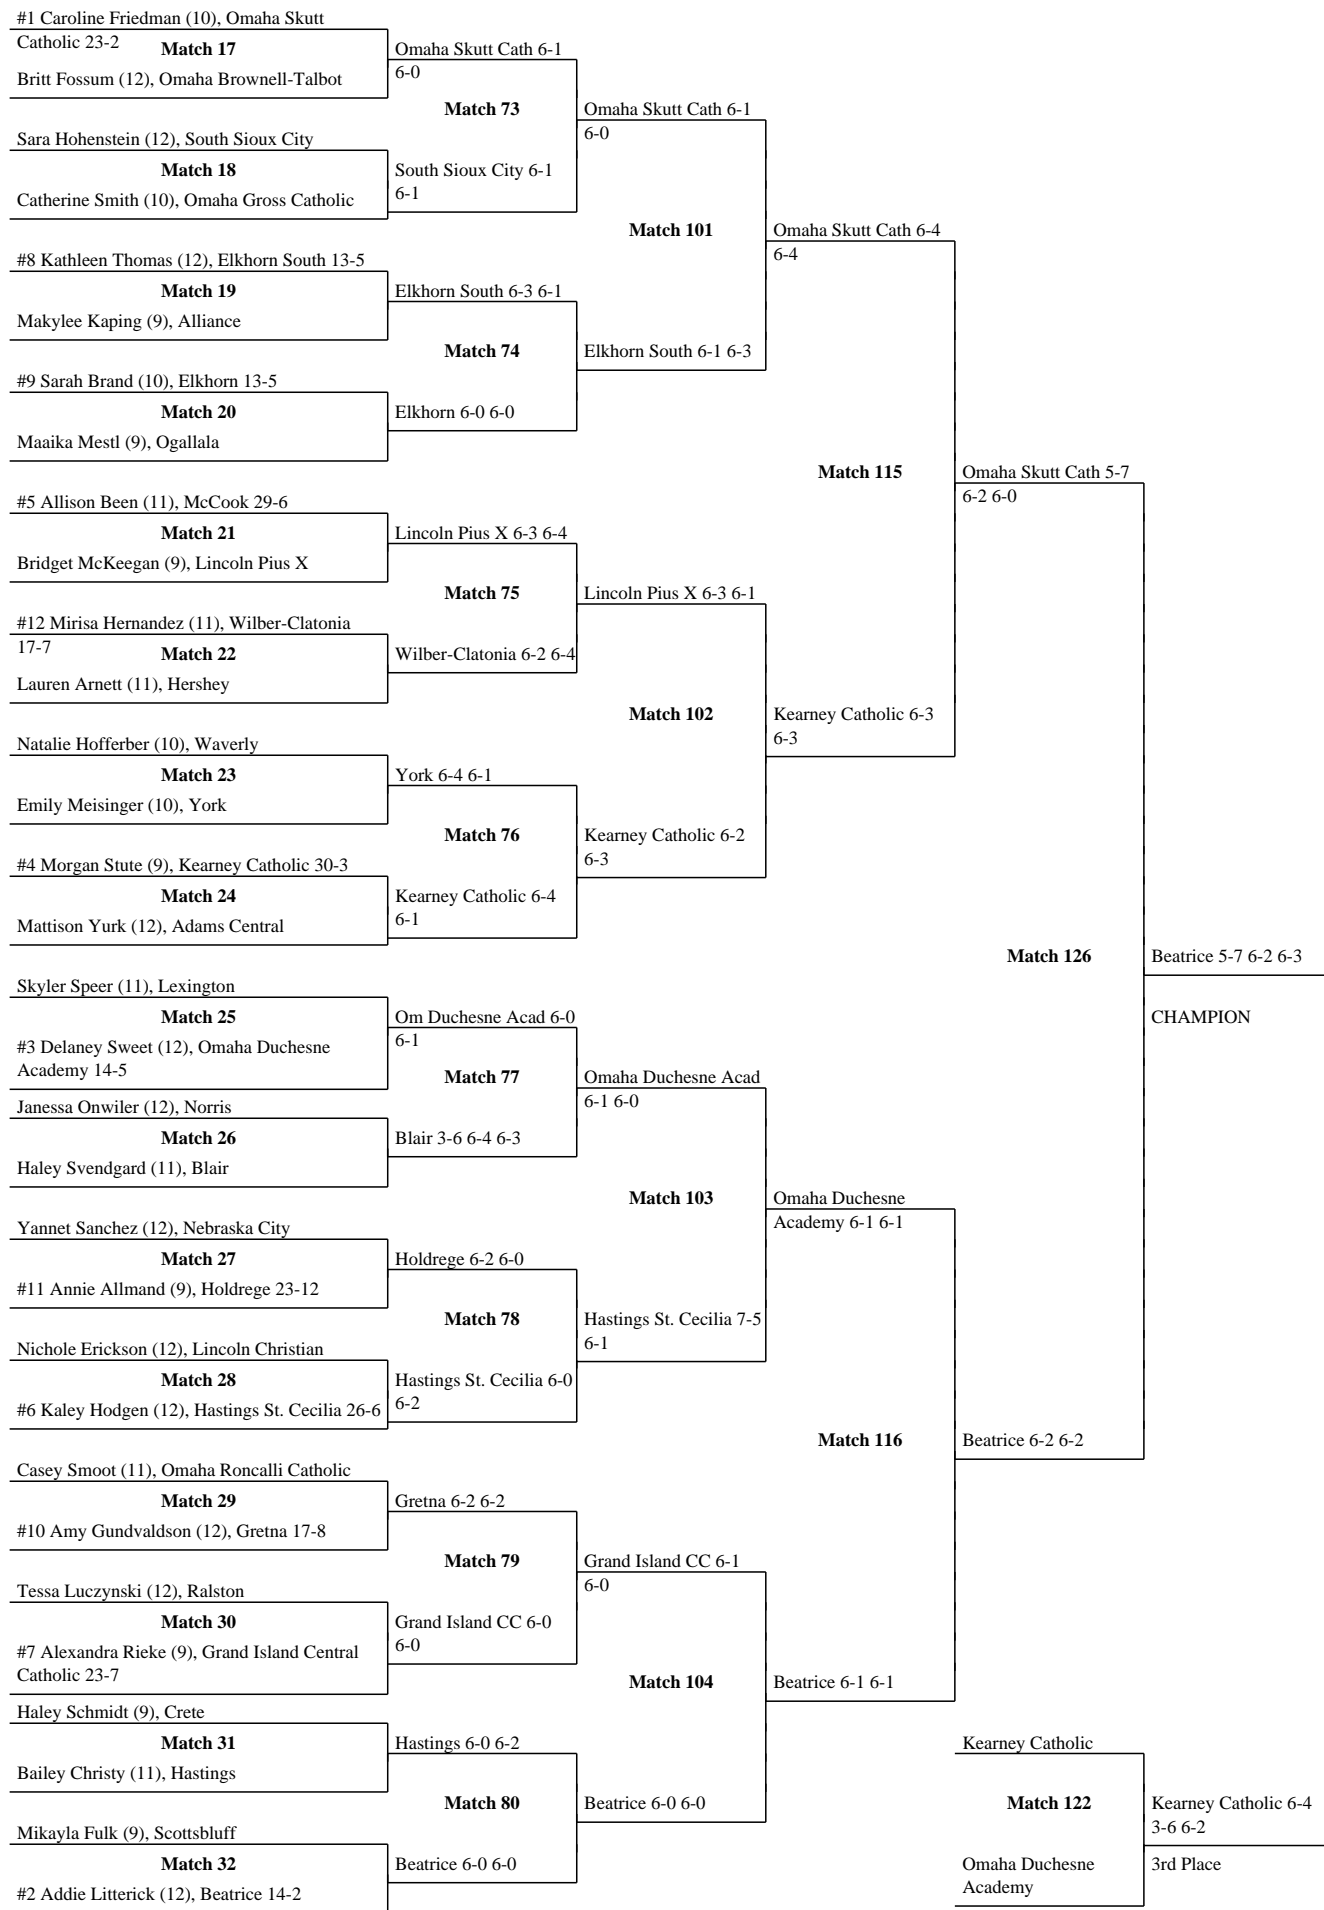 #1 Caroline Friedman (10), Omaha Skutt
Catholic 23-2
Match 17
Britt Fossum (12), Omaha Brownell-Talbot
Sara Hohenstein (12), South Sioux City
Match 18
Catherine Smith (10), Omaha Gross Catholic
#8 Kathleen Thomas (12), Elkhorn South 13-5
Match 19
Makylee Kaping (9), Alliance
#9 Sarah Brand (10), Elkhorn 13-5
Match 20
Maaika Mestl (9), Ogallala
#5 Allison Been (11), McCook 29-6
Match 21
Bridget McKeegan (9), Lincoln Pius X
#12 Mirisa Hernandez (11), Wilber-Clatonia
17-7
Match 22
Lauren Arnett (11), Hershey
Natalie Hofferber (10), Waverly
Match 23
Emily Meisinger (10), York
#4 Morgan Stute (9), Kearney Catholic 30-3
Match 24
Mattison Yurk (12), Adams Central
Skyler Speer (11), Lexington
Match 25
#3 Delaney Sweet (12), Omaha Duchesne
Academy 14-5
Janessa Onwiler (12), Norris
Match 26
Haley Svendgard (11), Blair
Yannet Sanchez (12), Nebraska City
Match 27
#11 Annie Allmand (9), Holdrege 23-12
Nichole Erickson (12), Lincoln Christian
Match 28
#6 Kaley Hodgen (12), Hastings St. Cecilia 26-6
Casey Smoot (11), Omaha Roncalli Catholic
Match 29
#10 Amy Gundvaldson (12), Gretna 17-8
Tessa Luczynski (12), Ralston
Match 30
#7 Alexandra Rieke (9), Grand Island Central
Catholic 23-7
Haley Schmidt (9), Crete
Match 31
Bailey Christy (11), Hastings
Mikayla Fulk (9), Scottsbluff
Match 32
#2 Addie Litterick (12), Beatrice 14-2
Omaha Skutt Cath 6-1
6-0
Match 73
South Sioux City 6-1
6-1
Elkhorn South 6-3 6-1
Match 74
Elkhorn 6-0 6-0
Lincoln Pius X 6-3 6-4
Match 75
Wilber-Clatonia 6-2 6-4
York 6-4 6-1
Match 76
Kearney Catholic 6-4
6-1
Om Duchesne Acad 6-0
6-1
Match 77
Blair 3-6 6-4 6-3
Holdrege 6-2 6-0
Match 78
Hastings St. Cecilia 6-0
6-2
Gretna 6-2 6-2
Match 79
Grand Island CC 6-0
6-0
Hastings 6-0 6-2
Match 80
Beatrice 6-0 6-0
Omaha Skutt Cath 6-1
6-0
Match 101
Elkhorn South 6-1 6-3
Lincoln Pius X 6-3 6-1
Match 102
Kearney Catholic 6-2
6-3
Omaha Duchesne Acad
6-1 6-0
Match 103
Hastings St. Cecilia 7-5
6-1
Grand Island CC 6-1
6-0
Match 104
Beatrice 6-0 6-0
Omaha Skutt Cath 6-4
6-4
Match 115
Kearney Catholic 6-3
6-3
Omaha Duchesne
Academy 6-1 6-1
Match 116
Beatrice 6-1 6-1
Omaha Skutt Cath 5-7
6-2 6-0
Match 126
Beatrice 6-2 6-2
Beatrice 5-7 6-2 6-3
CHAMPION
Kearney Catholic
Match 122
Omaha Duchesne
Academy
Kearney Catholic 6-4
3-6 6-2
3rd Place